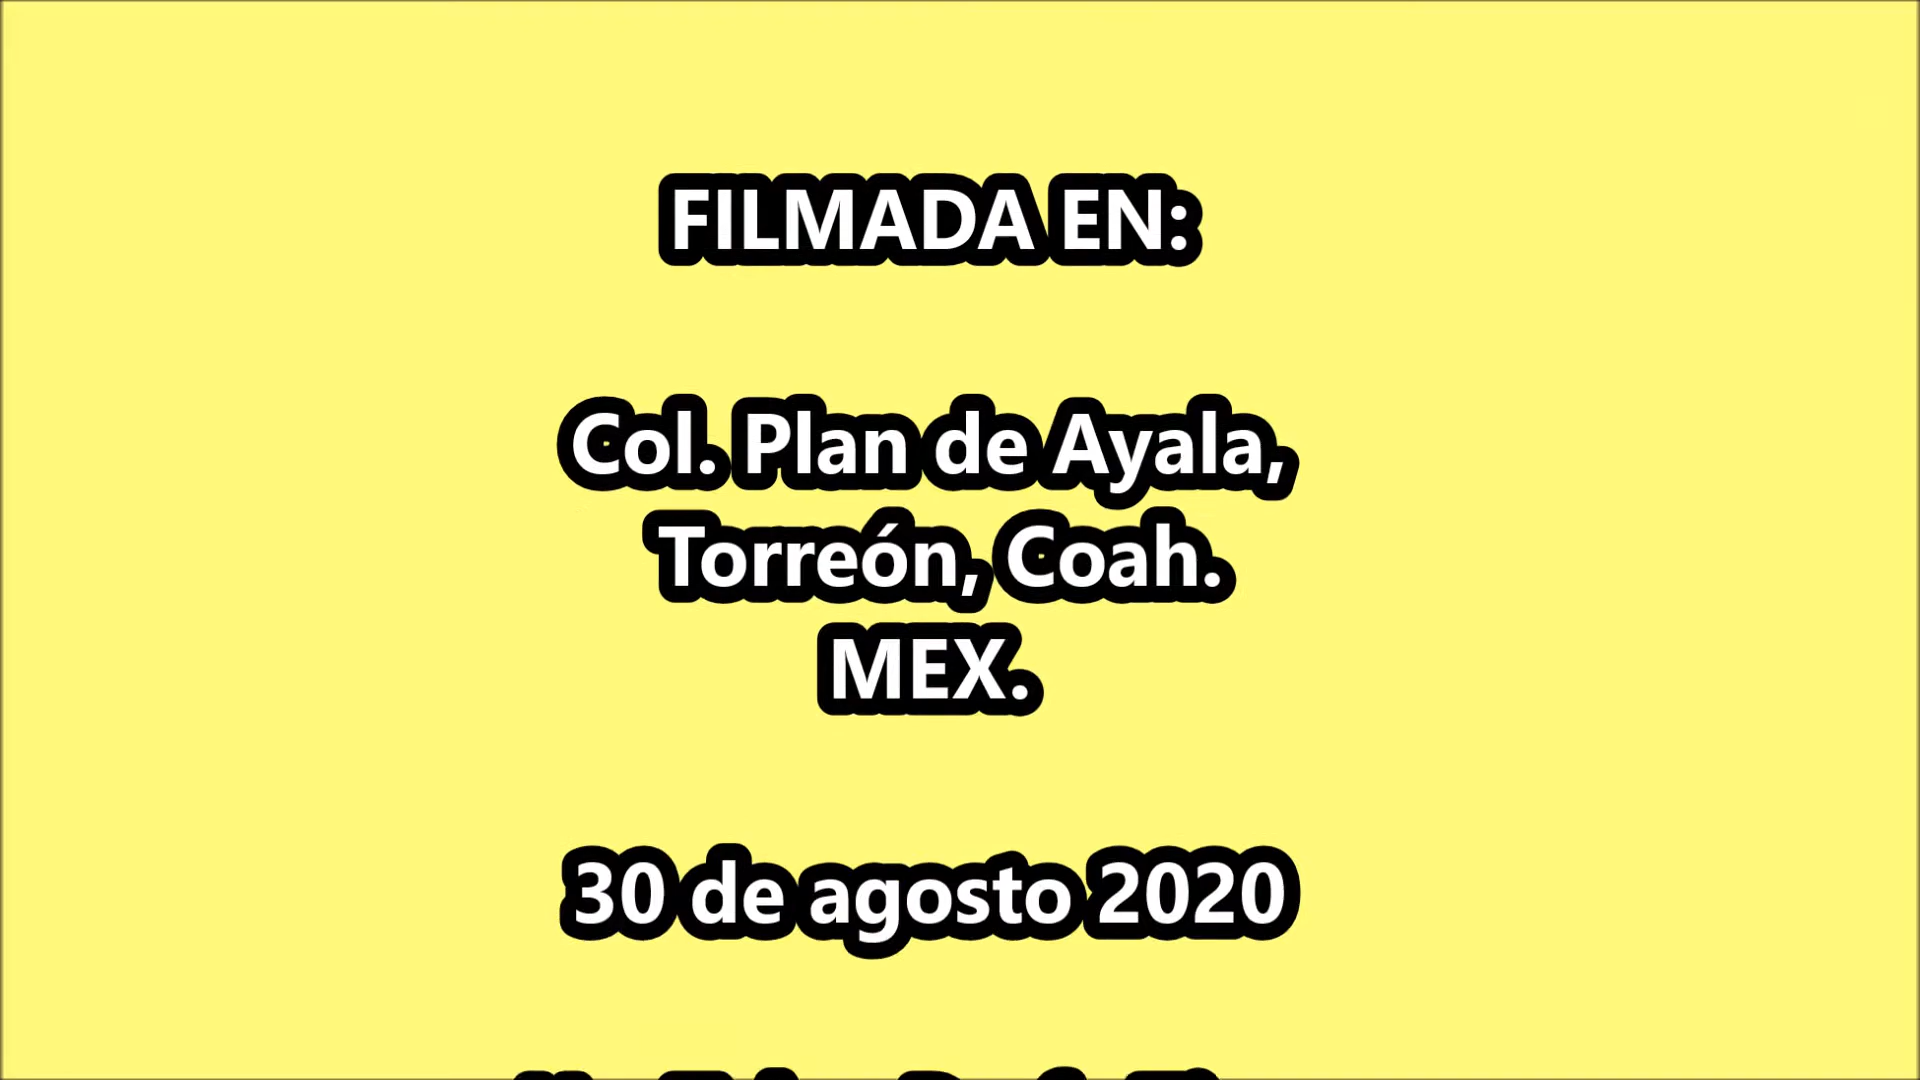 FILMADA EN:
Col. Plan de Ayala,
Torreón, Coah.
MEX.
30 de agosto 2020